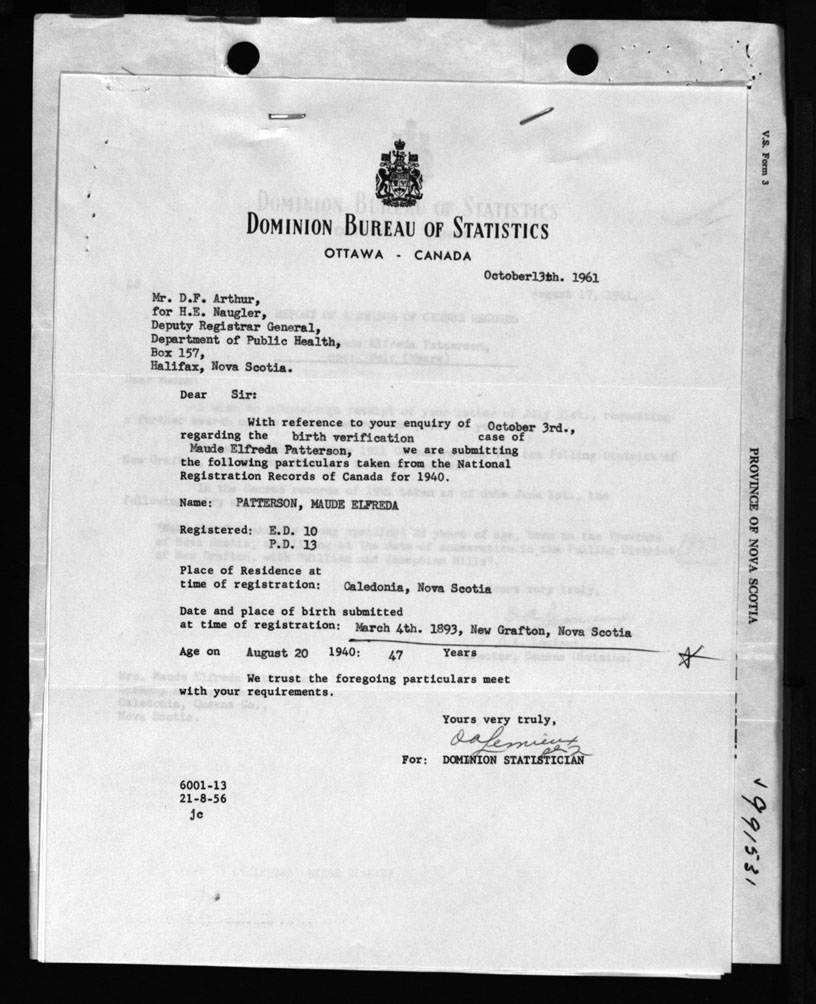 DOMINION BUREAU OF STATISTICS
OTTAWA - CANADA
October13th. 1961
Mr. D.F. Arthur,
for H.E. Naugler,
Deputy Registrar General,
Department of Public Health,
Box 157,
Halifax, Nova Scotia.
Dear Sir:
With reference to your enquiry of October 3rd.,
regarding the birth verification case of
Maude Elfreda Patterson, we are submitting
the following particulars taken from the National
Registration Records of Canada for 1940.
Name: PATTERSON, MAUDE ELFREDA
Registered: E.D. 10
P.D. 13
Place of Residence at
time of registration: Caledonia, Nova Scotia
Date and place of birth submitted
at time of registration: March 4th. 1893, New Grafton, Nova Scotia
Age on August 20 1940: 47 Years
We trust the foregoing particulars meet
with your requirements.
Yours very truly,
OALemieux
For: DOMINION STATISTICIAN
6001-13
21-8-56
jc
V.S. Form 3
PROVINCE OF NOVA SCOTIA